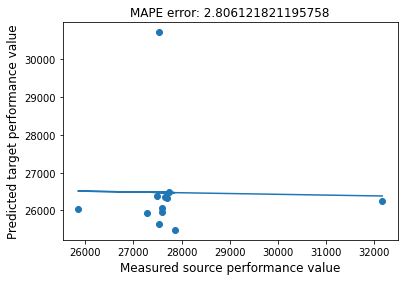 MAPE error: 2.806121821195758
30000
29000
28000
27000
26000
Predicted target performance value
26000 27000 28000 29000 30000 31000 32000
Measured source performance value